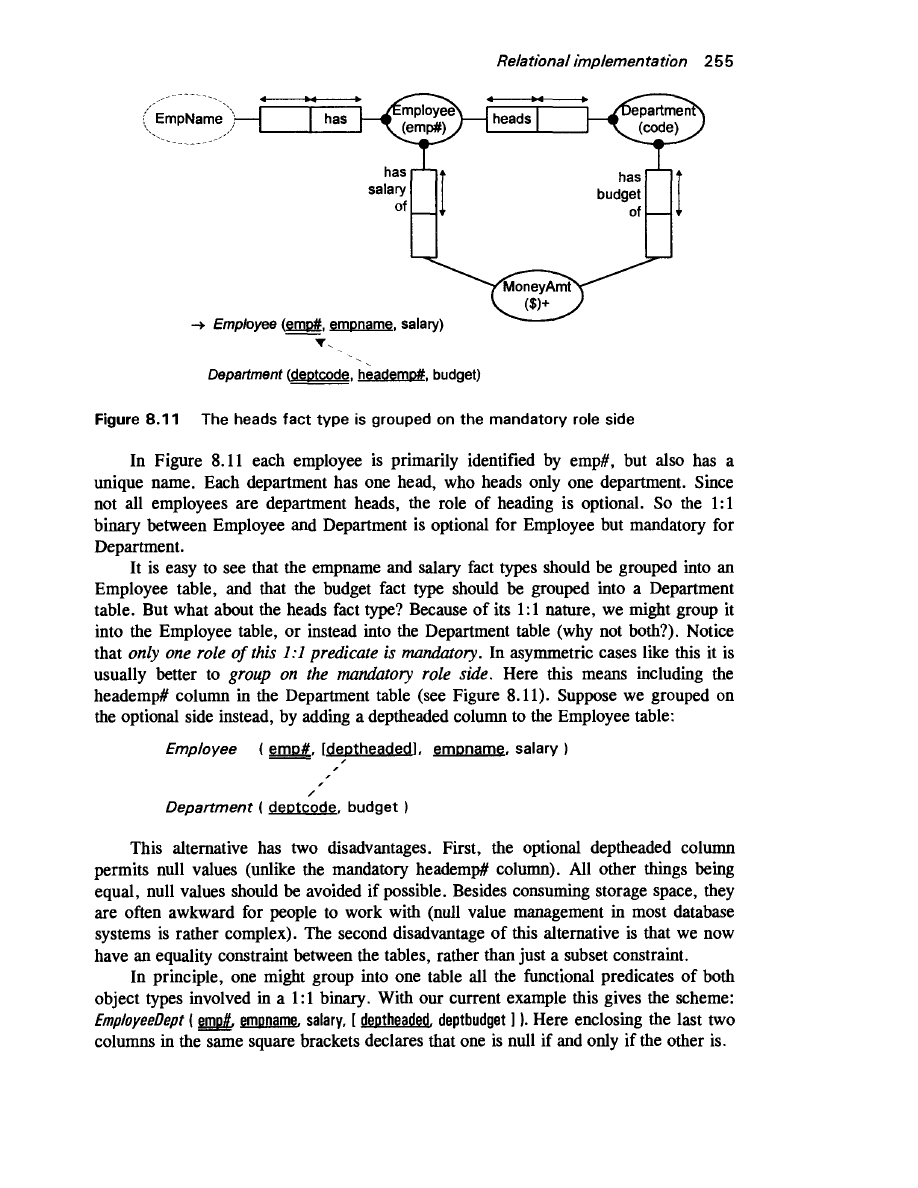 Relational implementation 255
EmpName
has
Employee
(emp#)
heads
Department
(code)
has
salary
of
has
budget
of
MoneyAmt
($)+
→ Employee (emp#, empname, salary)
Department (deptcode, heademp#, budget)
Figure 8.11 The heads fact type is grouped on the mandatory role side
In Figure 8.11 each employee is primarily identified by emp#, but also has a
unique name. Each department has one head, who heads only one department. Since
not all employees are department heads, the role of heading is optional. So the 1:1
binary between Employee and Department is optional for Employee but mandatory for
Department.
It is easy to see that the empname and salary fact types should be grouped into an
Employee table, and that the budget fact type should be grouped into a Department
table. But what about the heads fact type? Because of its 1:1 nature, we might group it
into the Employee table, or instead into the Department table (why not both?). Notice
that only one role of this 1:1 predicate is mandatory. In asymmetric cases like this it is
usually better to group on the mandatory role side. Here this means including the
heademp# column in the Department table (see Figure 8.11). Suppose we grouped on
the optional side instead, by adding a deptheaded column to the Employee table:
Employee ( emp#, [deptheaded], empname, salary )
Department ( deptcode, budget )
This alternative has two disadvantages. First, the optional deptheaded column
permits null values (unlike the mandatory heademp# column). All other things being
equal, null values should be avoided if possible. Besides consuming storage space, they
are often awkward for people to work with (null value management in most database
systems is rather complex). The second disadvantage of this alternative is that we now
have an equality constraint between the tables, rather than just a subset constraint.
In principle, one might group into one table all the functional predicates of both
object types involved in a 1:1 binary. With our current example this gives the scheme:
EmployeeDept ( emp#, empname, salary, [ deptheaded, deptbudget ] ). Here enclosing the last two
columns in the same square brackets declares that one is null if and only if the other is.